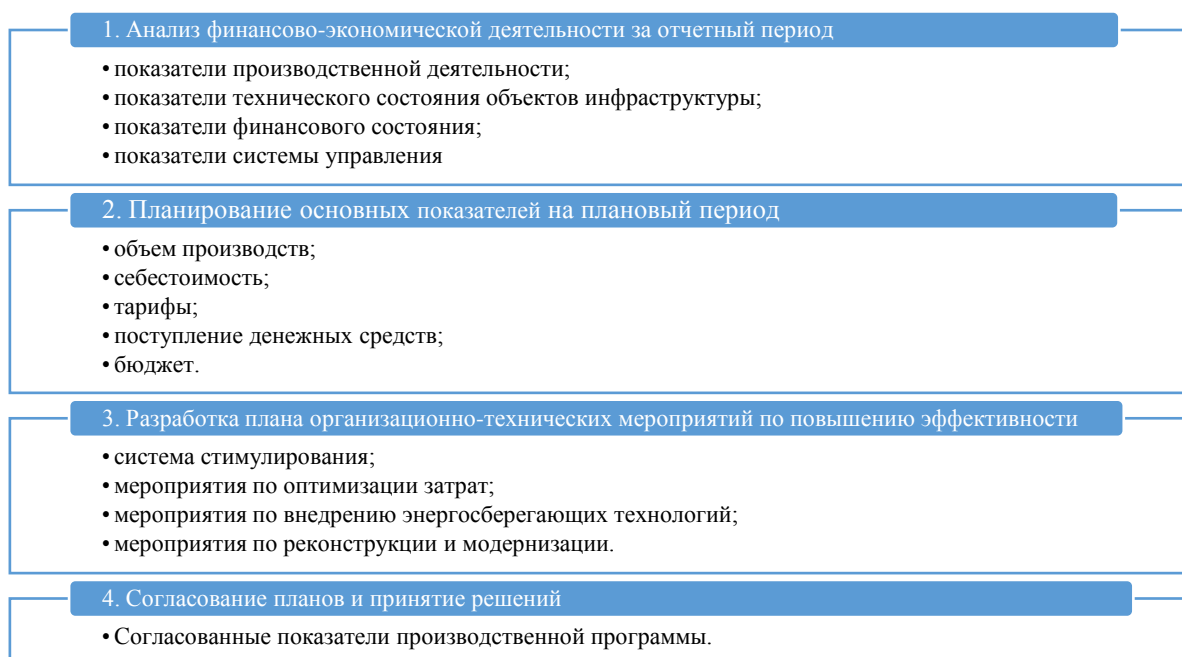 1. Анализ финансово-экономической деятельности за отчетный период
• показатели производственной деятельности;
• показатели технического состояния объектов инфраструктуры;
• показатели финансового состояния;
• показатели системы управления
2. Планирование основных показателей на плановый период
• объем производств;
• себестоимость;
• тарифы;
• поступление денежных средств;
• бюджет.
3. Разработка плана организационно-технических мероприятий по повышению эффективности
• система стимулирования;
• мероприятия по оптимизации затрат;
• мероприятия по внедрению энергосберегающих технологий;
• мероприятия по реконструкции и модернизации.
4. Согласование планов и принятие решений
• Согласованные показатели производственной программы.